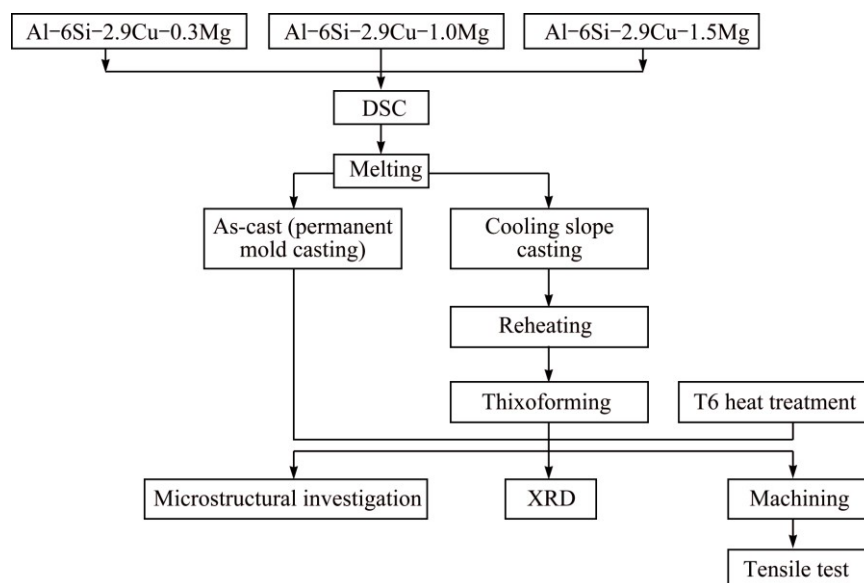 Al−6Si−2.9Cu−0.3Mg
Al−6Si−2.9Cu−1.0Mg
Al−6Si−2.9Cu−1.5Mg
DSC
Melting
As-cast (permanent
mold casting)
Cooling slope
casting
Reheating
Thixoforming
T6 heat treatment
Microstructural investigation
XRD
Machining
Tensile test